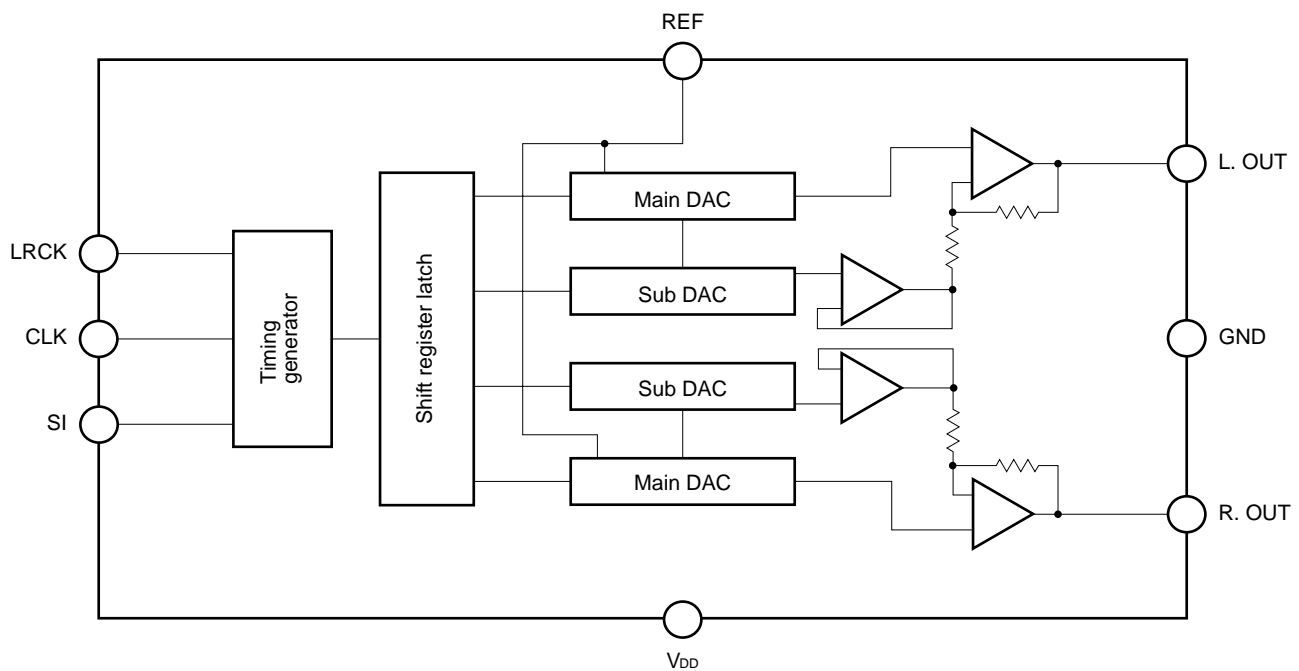 REF
L. OUT
Main DAC
LRCK
Timing
generator
Shift register latch
Sub DAC
CLK
GND
Sub DAC
SI
Main DAC
R. OUT
VDD